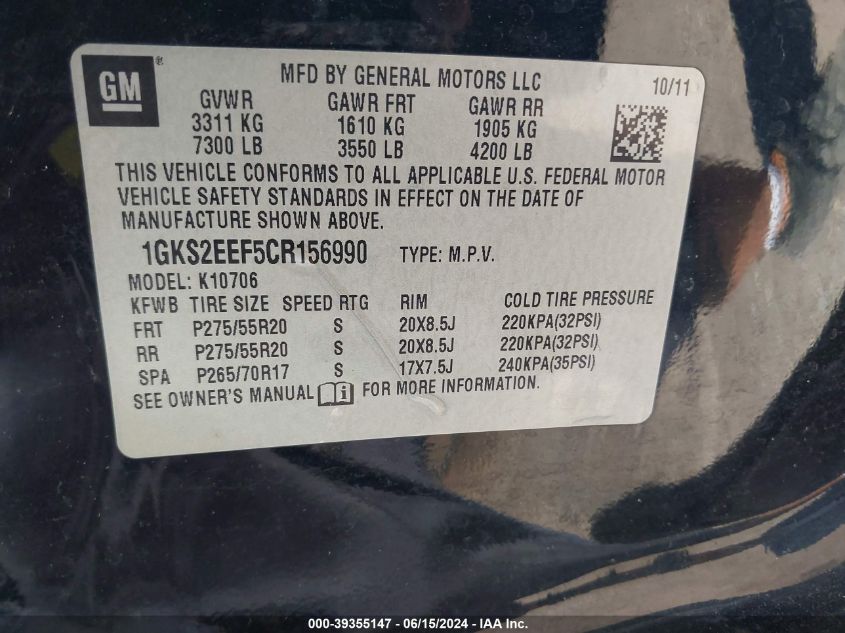 GM ®
MFD BY GENERAL MOTORS LLC 10/11
GVWR GAWR FRT GAWR RR
3311 KG 1610 KG 1905 KG
7300 LB 3550 LB 4200 LB
THIS VEHICLE CONFORMS TO ALL APPLICABLE U.S. FEDERAL MOTOR
VEHICLE SAFETY STANDARDS IN EFFECT ON THE DATE OF
MANUFACTURE SHOWN ABOVE.
1GKS2EEF5CR156990 TYPE: M.P.V.
MODEL: K10706
KFWB TIRE SIZE SPEED RTG RIM COLD TIRE PRESSURE
FRT P275/55R20 S 20X8.5J 220KPA(32PSI)
RR P275/55R20 S 20X8.5J 220KPA(32PSI)
SPA P265/70R17 S 17X7.5J 240KPA(35PSI)
SEE OWNER'S MANUAL i FOR MORE INFORMATION.
000-39355147 - 06/15/2024 - IAA Inc.